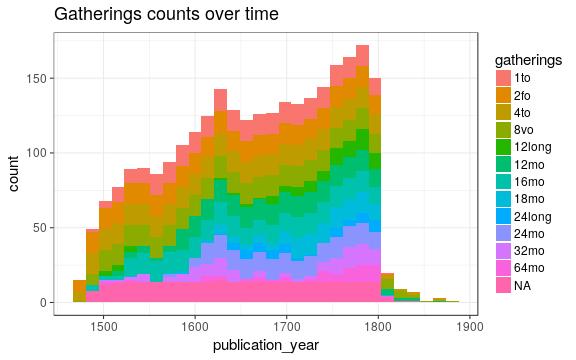 Gatherings counts over time
count
150
100
50
0
1500
1600
1700
1800
1900
publication_year
gatherings
1to
2fo
4to
8vo
12long
12mo
16mo
18mo
24long
24mo
32mo
64mo
NA